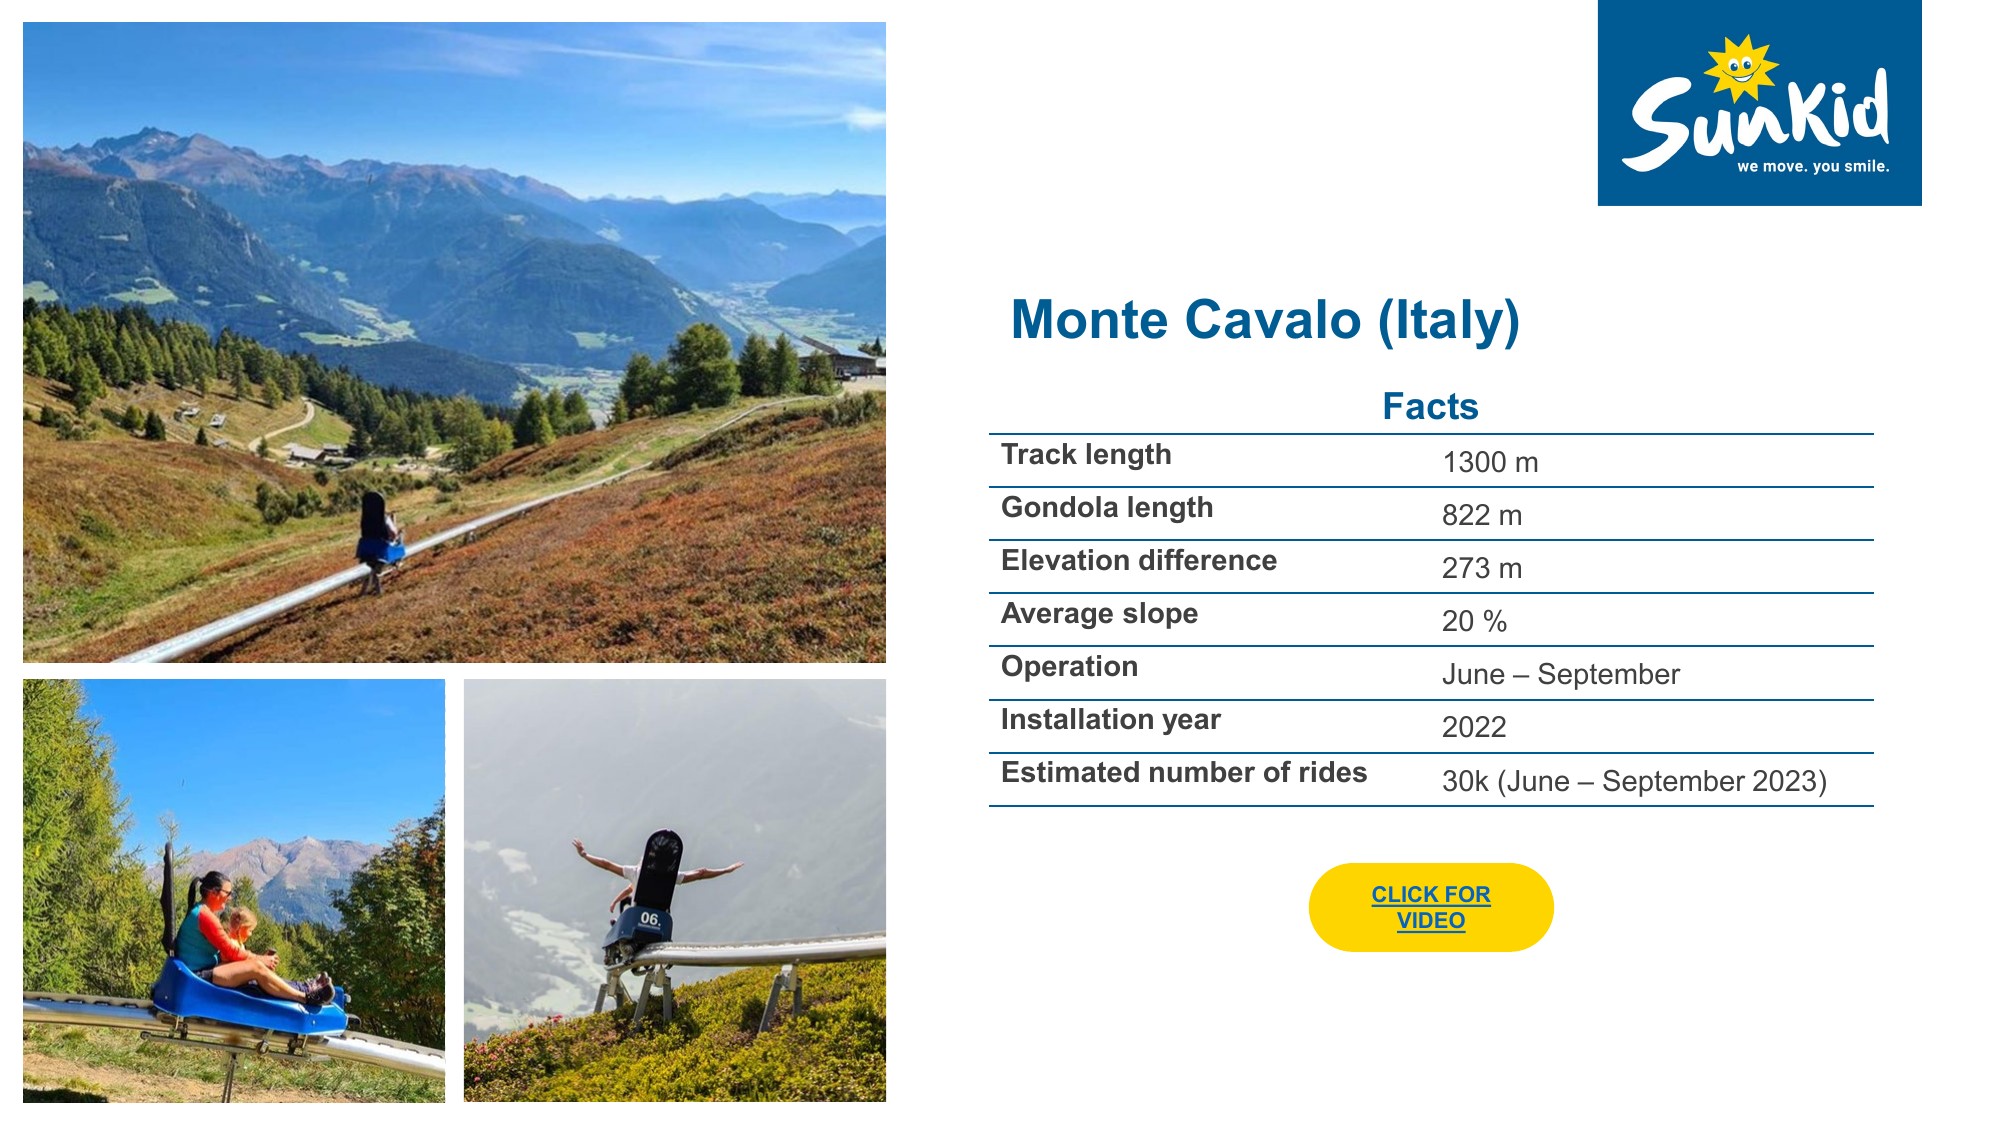 SunKid
we move. you smile.
Monte Cavalo (Italy)
Facts
Track length 1300 m
Gondola length 822 m
Elevation difference 273 m
Average slope 20 %
Operation June – September
Installation year 2022
Estimated number of rides 30k (June – September 2023)
06.
CLICK FOR
VIDEO